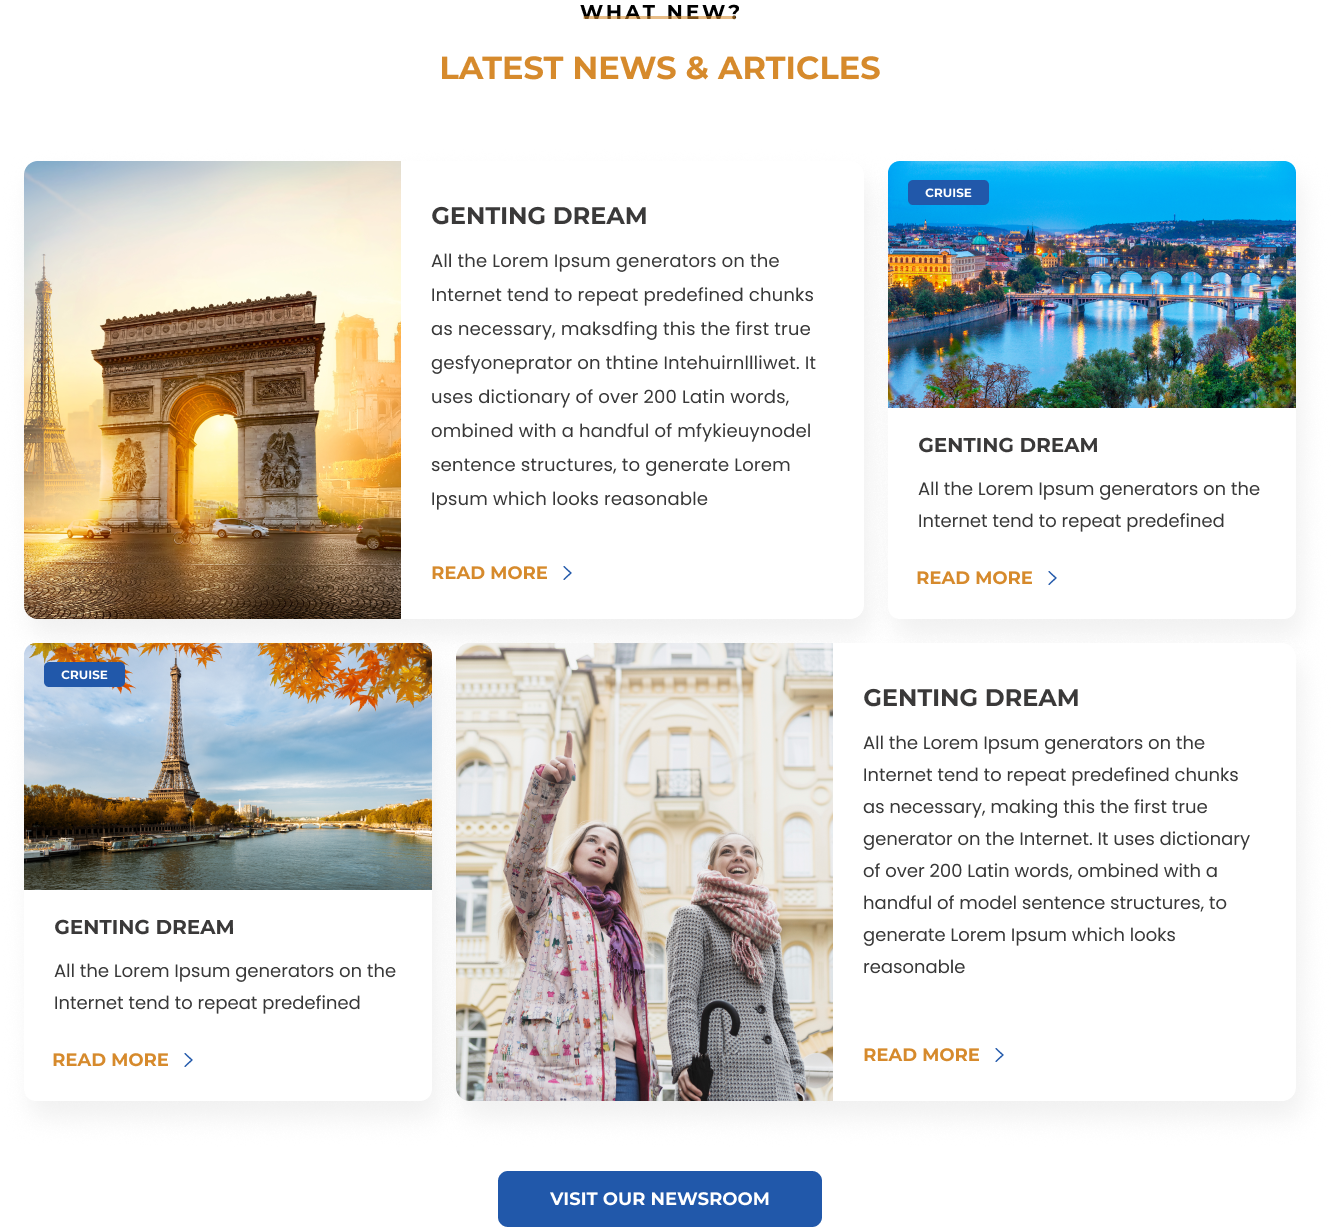 WHAT NEW?
LATEST NEWS & ARTICLES
GENTING DREAM
All the Lorem Ipsum generators on the
Internet tend to repeat predefined chunks
as necessary, maksdfing this the first true
gesfyoneprator on thtine Intehuirnllliwet. It
uses dictionary of over 200 Latin words,
ombined with a handful of mfykieuynodel
sentence structures, to generate Lorem
Ipsum which looks reasonable
READ MORE
CRUISE
GENTING DREAM
All the Lorem Ipsum generators on the
Internet tend to repeat predefined
READ MORE
CRUISE
GENTING DREAM
All the Lorem Ipsum generators on the
Internet tend to repeat predefined
READ MORE
GENTING DREAM
All the Lorem Ipsum generators on the
Internet tend to repeat predefined chunks
as necessary, making this the first true
generator on the Internet. It uses dictionary
of over 200 Latin words, ombined with a
handful of model sentence structures, to
generate Lorem Ipsum which looks
reasonable
READ MORE
VISIT OUR NEWSROOM